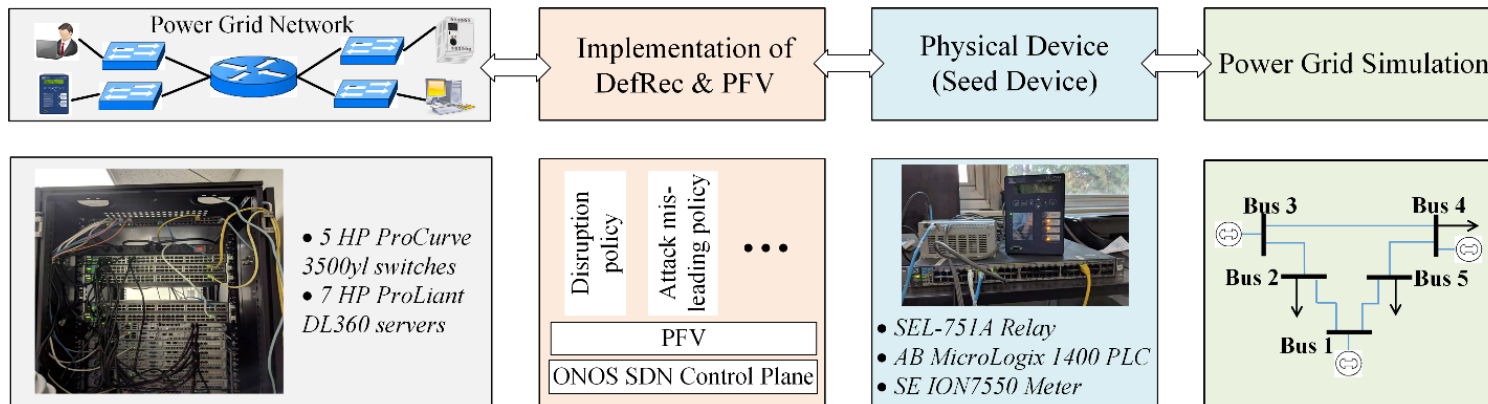 Power Grid Network
Implementation of
DefRec & PFV
Physical Device
(Seed Device)
Power Grid Simulation
• 5 HP ProCurve
3500yl switches
• 7 HP ProLiant
DL360 servers
Disruption
policy
Attack mis-
leading policy
•••
PFV
ONOS SDN Control Plane
• SEL-751A Relay
• AB MicroLogix 1400 PLC
• SE ION7550 Meter
Bus 3
Bus 4
Bus 2
Bus 5
Bus 1